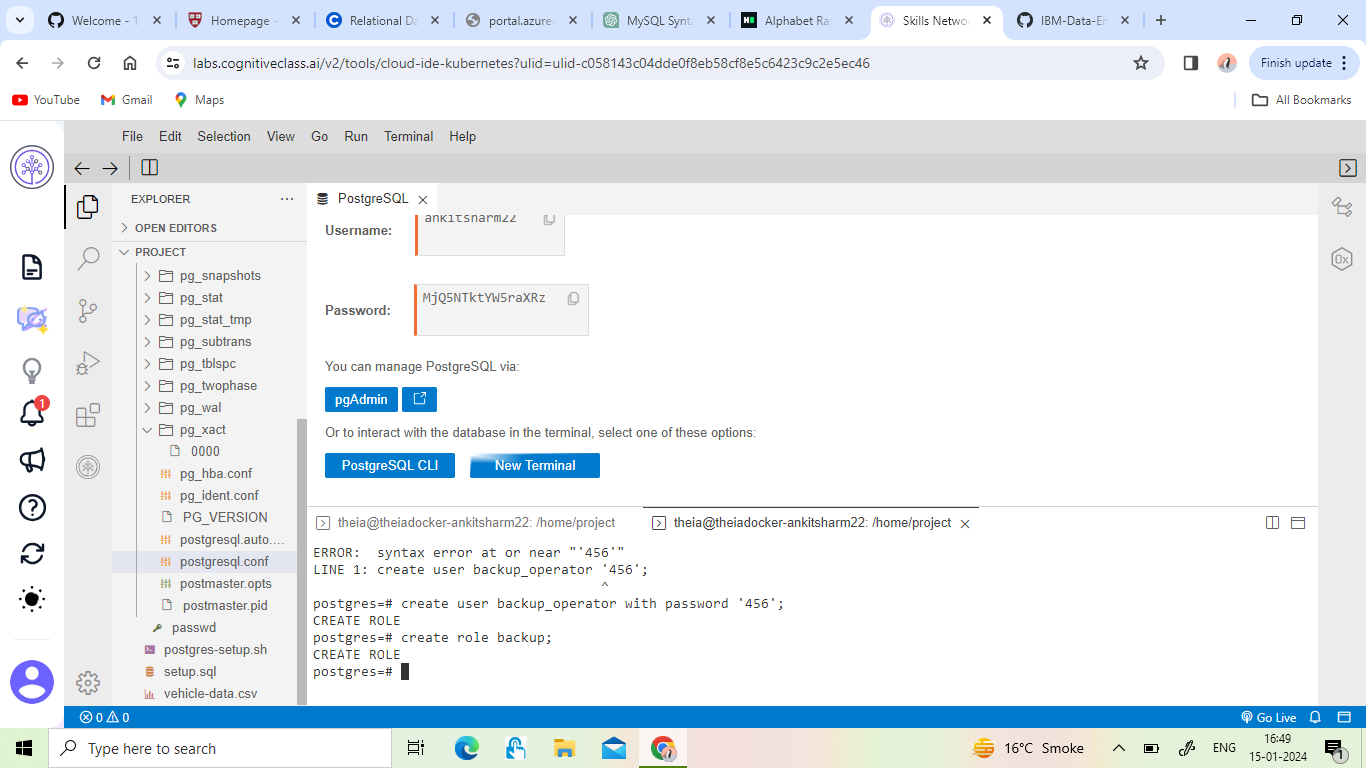 Welcome - 1
Homepage -
Relational Da
portal.azure.
MySQL Synta
Alphabet Ra
Skills Netwo
IBM-Data-En
labs.cognitiveclass.ai/v2/tools/cloud-ide-kubernetes?ulid=ulid-c058143c04dde0f8eb58cf8e5c6423c9c2e5ec46
Finish update
YouTube
Gmail
Maps
All Bookmarks
File Edit Selection View Go Run Terminal Help
EXPLORER
PostgreSQL
OPEN EDITORS
PROJECT
pg_snapshots
pg_stat
pg_stat_tmp
pg_subtrans
pg_tblspc
pg_twophase
pg_wal
pg_xact
0000
pg_hba.conf
pg_ident.conf
PG_VERSION
postgresql.auto....
postgresql.conf
postmaster.opts
postmaster.pid
passwd
postgres-setup.sh
setup.sql
vehicle-data.csv
1
Username: ankitsharm22
Password: MjQ5NTktYW5raXRz
You can manage PostgreSQL via:
pgAdmin
Or to interact with the database in the terminal, select one of these options:
PostgreSQL CLI
New Terminal
theia@theiadocker-ankitsharm22: /home/project
theia@theiadocker-ankitsharm22: /home/project
ERROR:  syntax error at or near "'456'"
LINE 1: create user backup_operator '456';
^
postgres=# create user backup_operator with password '456';
CREATE ROLE
postgres=# create role backup;
CREATE ROLE
postgres=#
0 0
Go Live
Type here to search
16°C Smoke
ENG
16:49
15-01-2024
1